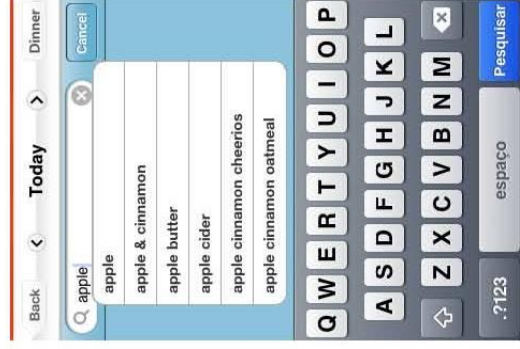 Back Today Dinner
apple Cancel
apple
apple & cinnamon
apple butter
apple cider
apple cinnamon cheerios
apple cinnamon oatmeal
Q W E R T Y U I O P
A S D F G H J K L
Z X C V B N M
.?123 espaço Pesquisar